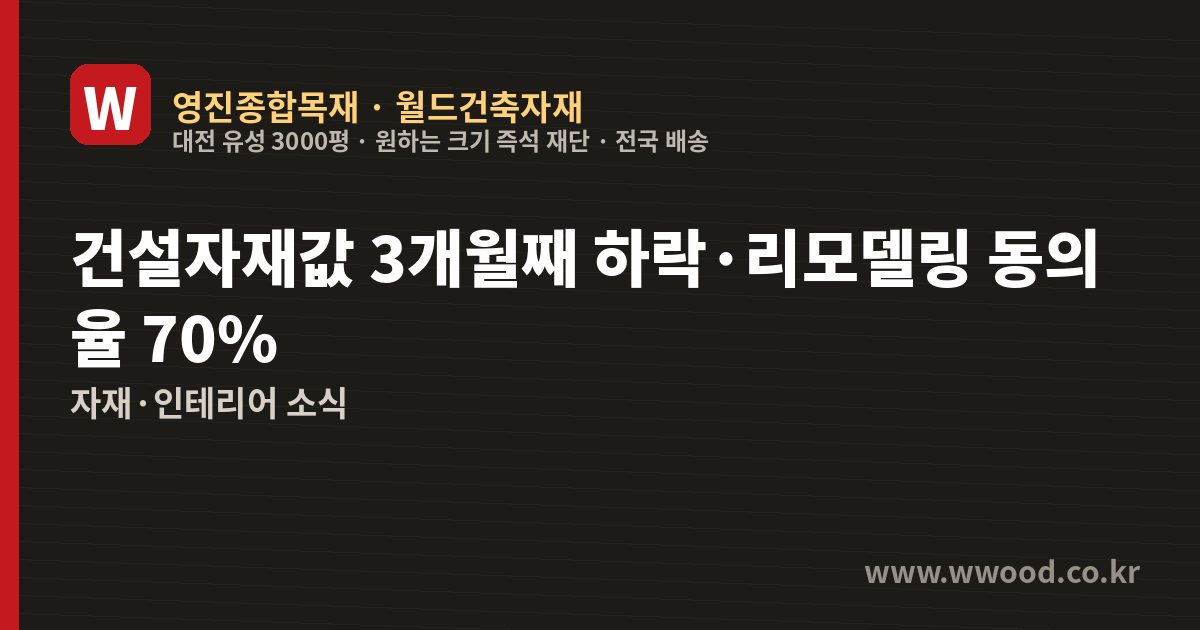 W
영진종합목재 · 월드건축자재
대전 유성 3000평 · 원하는 크기 즉석 재단 · 전국 배송
건설자재값 3개월째 하락·리모델링 동의
율 70%
자재·인테리어 소식
www.wwood.co.kr